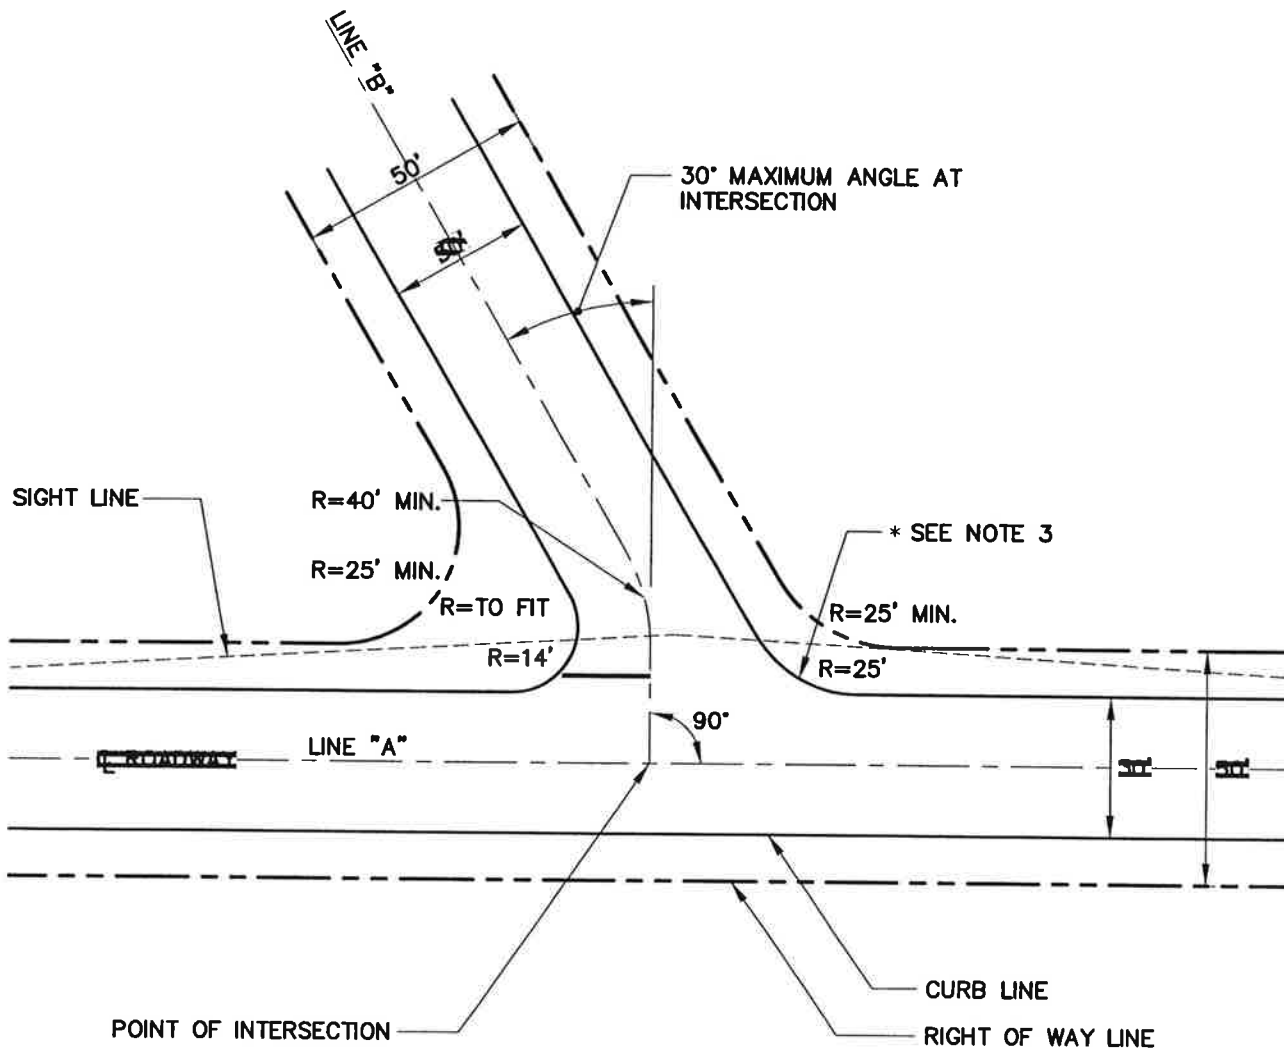 LINE "B"
50'
30° MAXIMUM ANGLE AT
INTERSECTION
SIGHT LINE
R=40' MIN.
* SEE NOTE 3
R=25' MIN.
R=TO FIT
R=25' MIN.
R=14'
R=25'
90°
LINE "A"
POINT OF INTERSECTION
CURB LINE
RIGHT OF WAY LINE